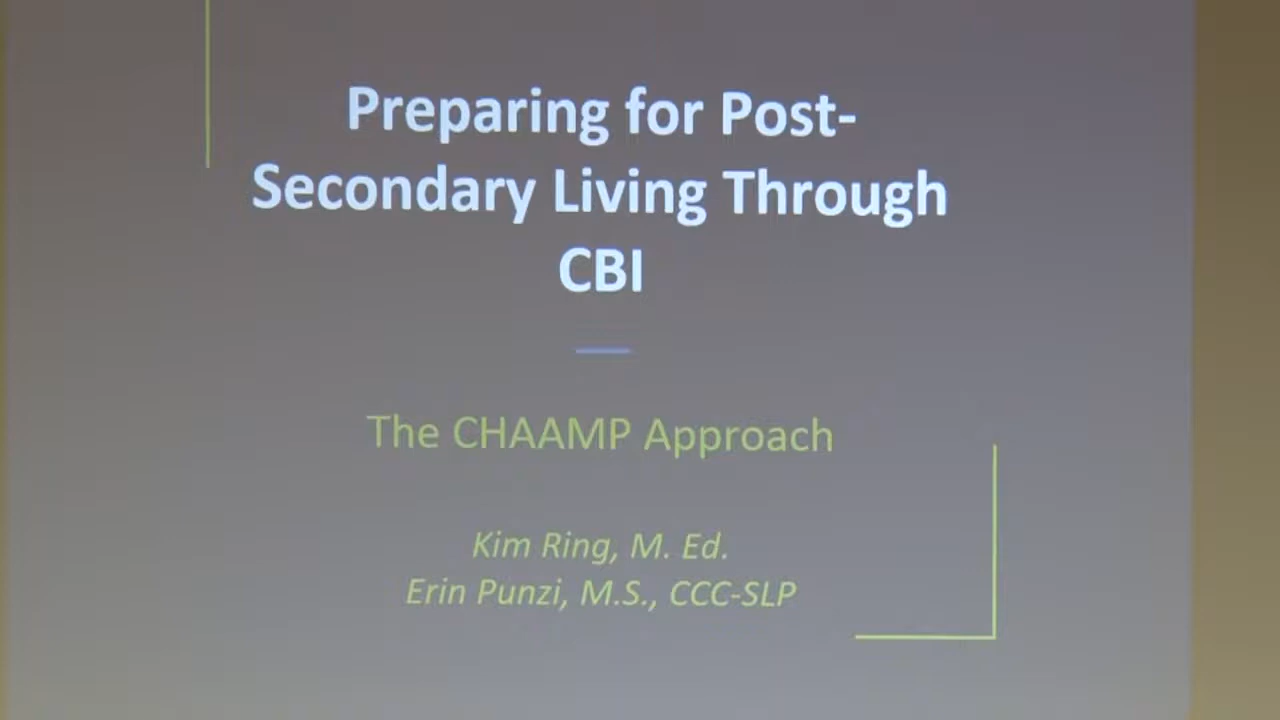 Preparing for Post-
Secondary Living Through
CBI
The CHAAMP Approach
Kim Ring, M. Ed.
Erin Punzi, M.S., CCC-SLP